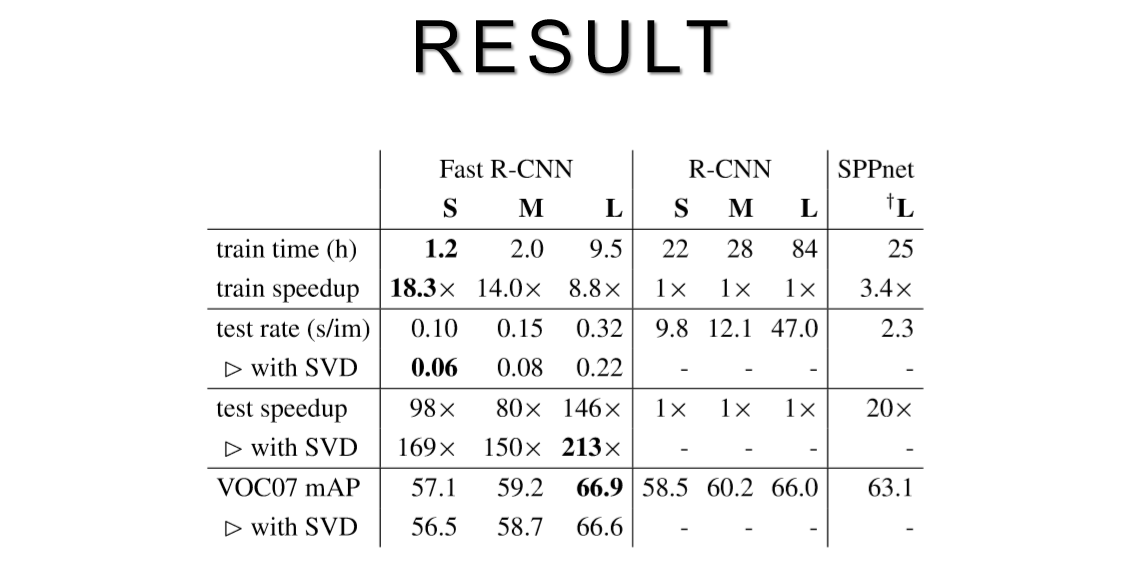 RESULT
Fast R-CNN R-CNN SPPnet
S M L S M L †L
train time (h) 1.2 2.0 9.5 22 28 84 25
train speedup 18.3× 14.0× 8.8× 1× 1× 1× 3.4×
test rate (s/im) 0.10 0.15 0.32 9.8 12.1 47.0 2.3
▷ with SVD 0.06 0.08 0.22 - - - -
test speedup 98× 80× 146× 1× 1× 1× 20×
▷ with SVD 169× 150× 213× - - - -
VOC07 mAP 57.1 59.2 66.9 58.5 60.2 66.0 63.1
▷ with SVD 56.5 58.7 66.6 - - - -